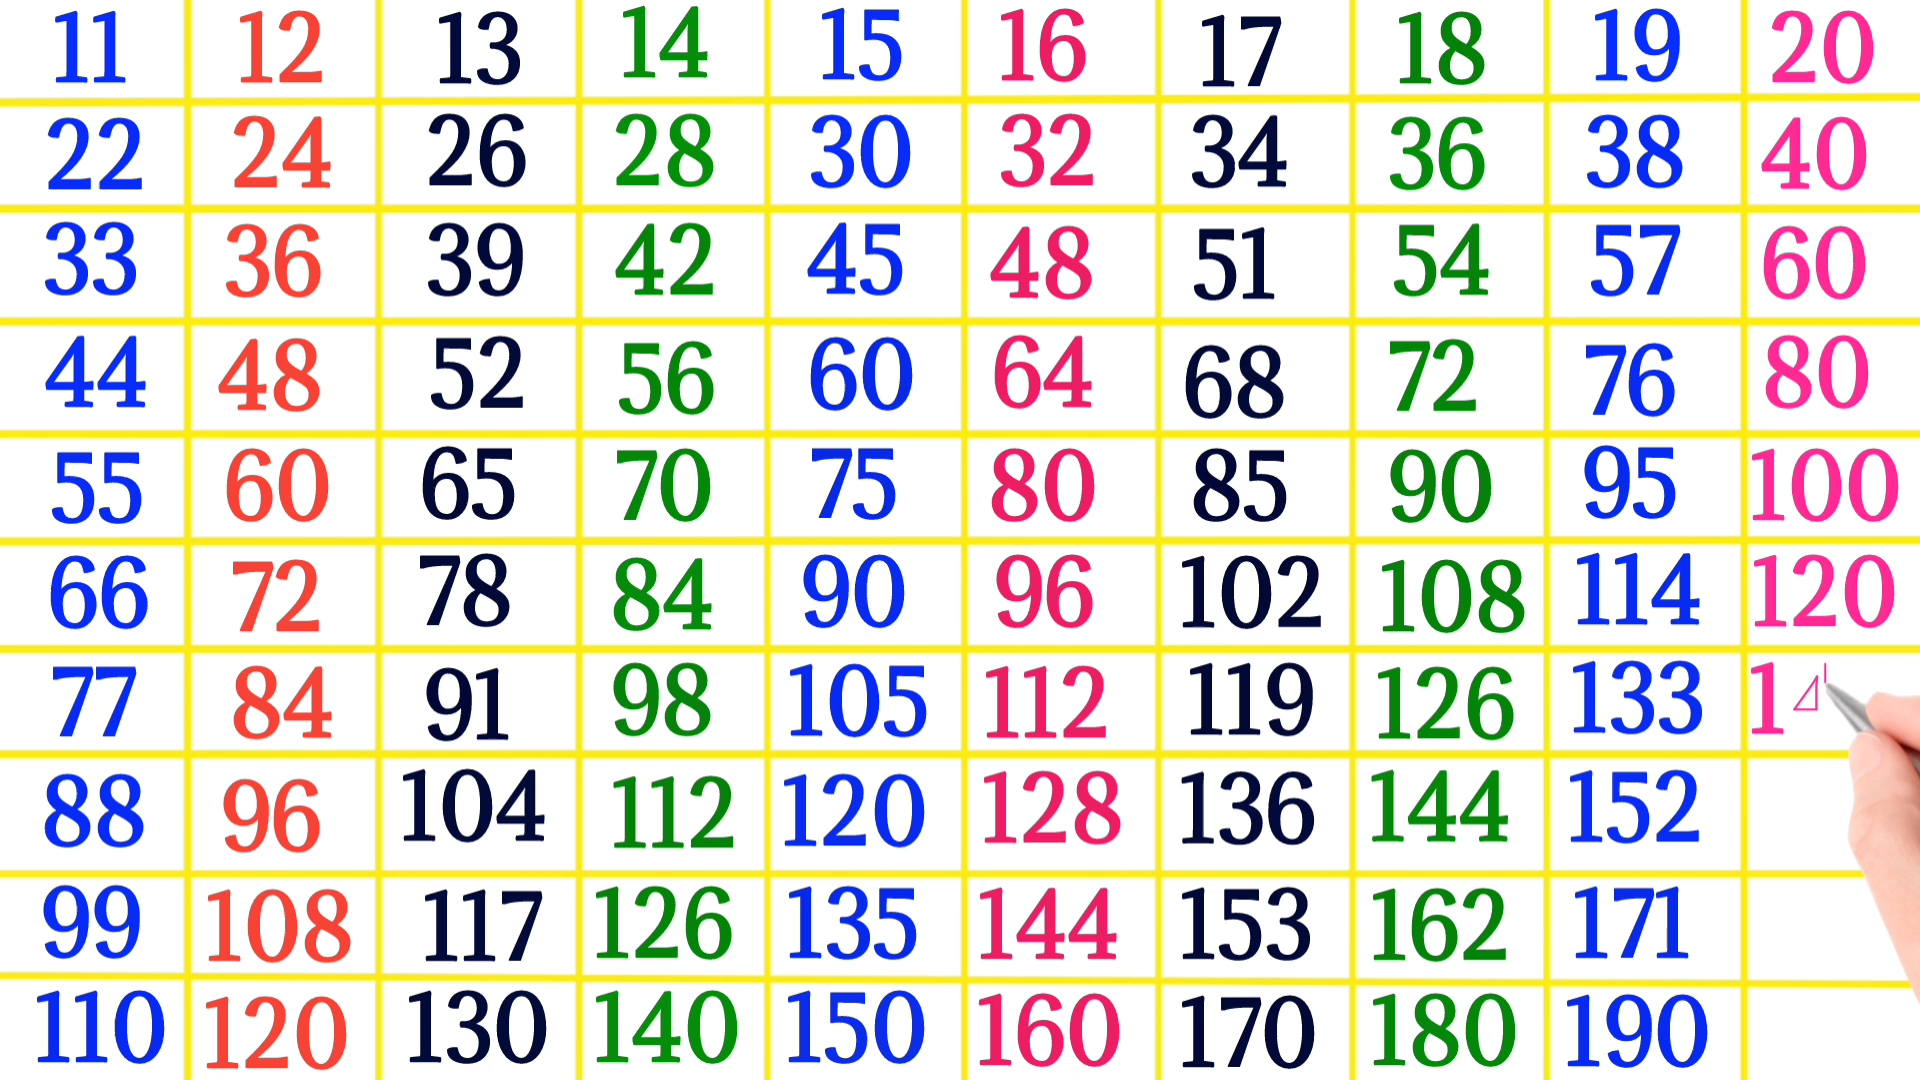 11 12 13 14 15 16 17 18 19 20
22 24 26 28 30 32 34 36 38 40
33 36 39 42 45 48 51 54 57 60
44 48 52 56 60 64 68 72 76 80
55 60 65 70 75 80 85 90 95 100
66 72 78 84 90 96 102 108 114 120
77 84 91 98 105 112 119 126 133 1
88 96 104 112 120 128 136 144 152
99 108 117 126 135 144 153 162 171
110 120 130 140 150 160 170 180 190